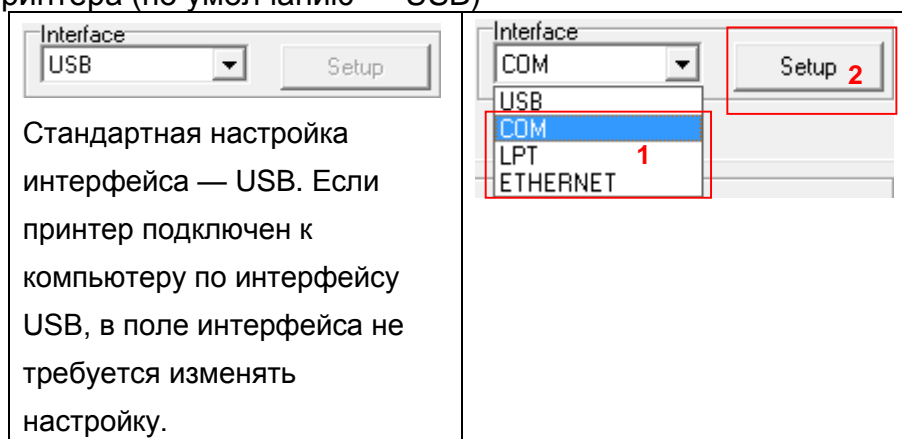 ринтера (по умолчанию — USB)
Interface
USB
Setup
Стандартная настройка
интерфейса — USB. Если
принтер подключен к
компьютеру по интерфейсу
USB, в поле интерфейса не
требуется изменять
настройку.
Interface
COM
Setup 2
USB
COM
LPT 1
ETHERNET